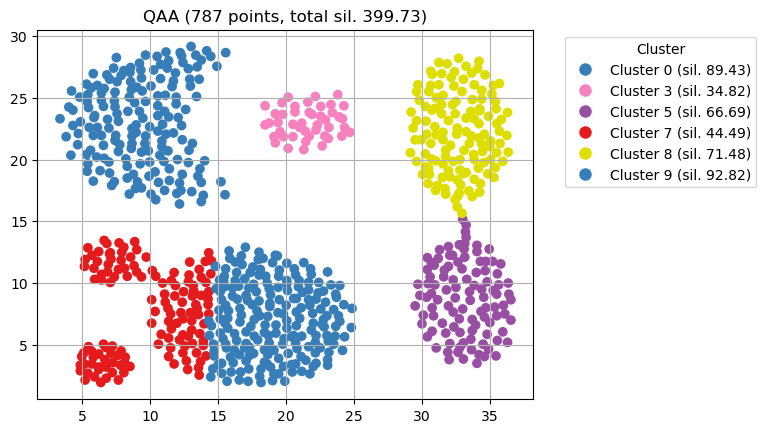 QAA (787 points, total sil. 399.73)
30
25
20
15
10
5
5
10
15
20
25
30
35
Cluster
Cluster 0 (sil. 89.43)
Cluster 3 (sil. 34.82)
Cluster 5 (sil. 66.69)
Cluster 7 (sil. 44.49)
Cluster 8 (sil. 71.48)
Cluster 9 (sil. 92.82)